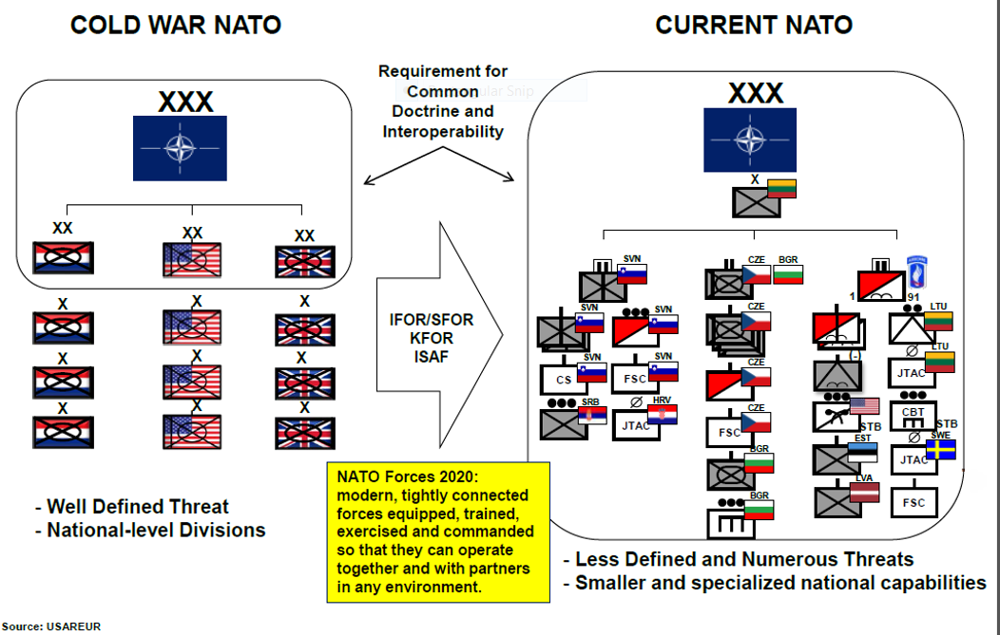 COLD WAR NATO
CURRENT NATO
Requirement for
Common
Doctrine and
Interoperability
XXX
XX
XX
XX
X
X
X
X
X
X
X
X
X
IFOR/SFOR
KFOR
ISAF
- Well Defined Threat
- National-level Divisions
NATO Forces 2020:
modern, tightly connected
forces equipped, trained,
exercised and commanded
so that they can operate
together and with partners
in any environment.
XXX
X
SVN
SVN
SVN
SVN
CS
SVN
FSC
SRB
HRV
JTAC
CZE
BGR
CZE
CZE
CZE
FSC
BGR
BGR
AIRBORNE
1
91
LTU
LTU
(-)
JTAC
CBT
STB
STB
EST
SWE
JTAC
LVA
FSC
- Less Defined and Numerous Threats
- Smaller and specialized national capabilities
Source: USAREUR